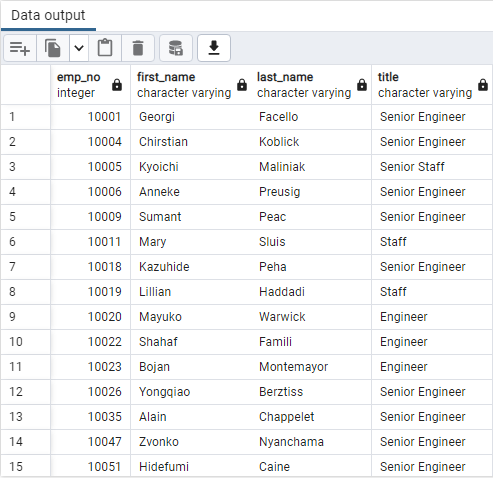 Data output
emp_no first_name last_name title
integer character varying character varying character varying
1 10001 Georgi Facello Senior Engineer
2 10004 Chirstian Koblick Senior Engineer
3 10005 Kyoichi Maliniak Senior Staff
4 10006 Anneke Preusig Senior Engineer
5 10009 Sumant Peac Senior Engineer
6 10011 Mary Sluis Staff
7 10018 Kazuhide Peha Senior Engineer
8 10019 Lillian Haddadi Staff
9 10020 Mayuko Warwick Engineer
10 10022 Shahaf Famili Engineer
11 10023 Bojan Montemayor Engineer
12 10026 Yongqiao Berztiss Senior Engineer
13 10035 Alain Chappelet Senior Engineer
14 10047 Zvonko Nyanchama Senior Engineer
15 10051 Hidefumi Caine Senior Engineer